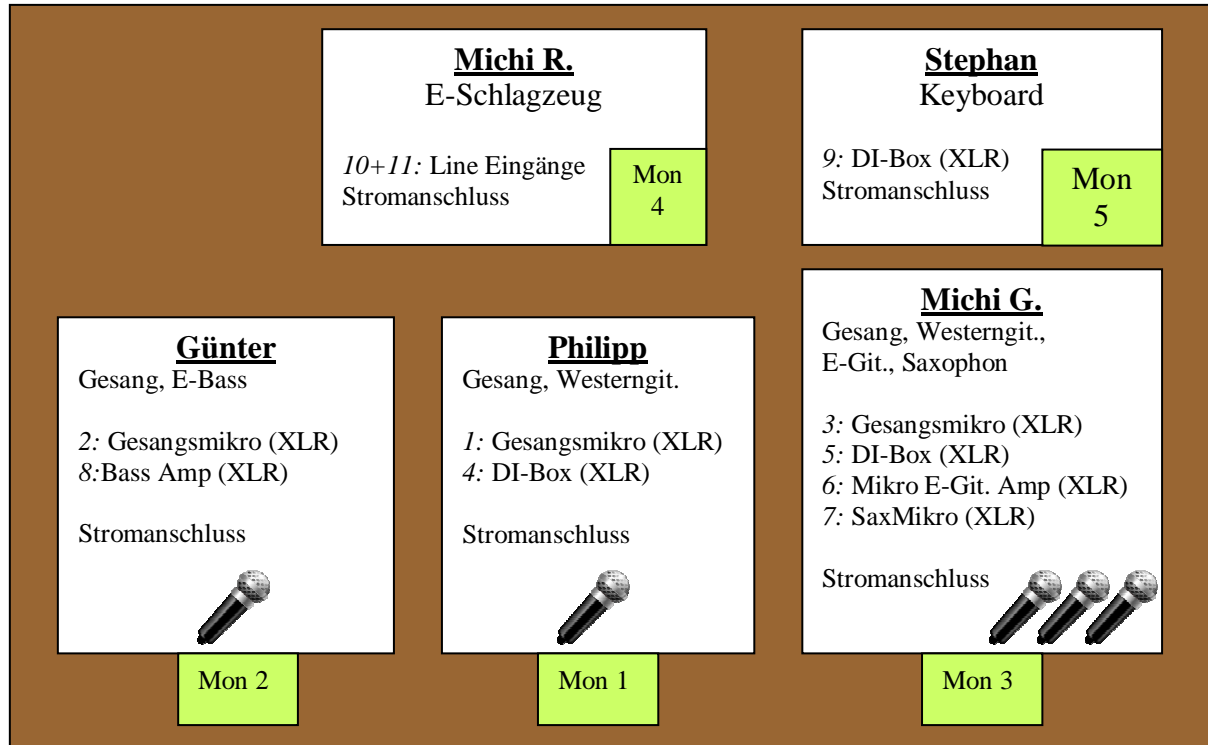 Michi R.
E-Schlagzeug
10+11: Line Eingänge
Stromanschluss
Mon
4
Stephan
Keyboard
9: DI-Box (XLR)
Stromanschluss
Mon
5
Günter
Gesang, E-Bass
2: Gesangsmikro (XLR)
8:Bass Amp (XLR)
Stromanschluss
Mon 2
Philipp
Gesang, Westerngit.
1: Gesangsmikro (XLR)
4: DI-Box (XLR)
Stromanschluss
Mon 1
Michi G.
Gesang, Westerngit.,
E-Git., Saxophon
3: Gesangsmikro (XLR)
5: DI-Box (XLR)
6: Mikro E-Git. Amp (XLR)
7: SaxMikro (XLR)
Stromanschluss
Mon 3